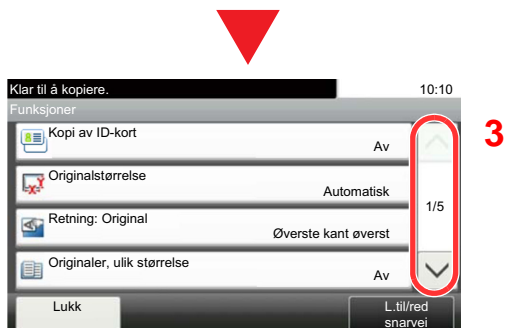 Klar til å kopiere. 10:10
Funksjoner
Kopi av ID-kort
Av
Originalstørrelse
Automatisk
Retning: Original
Øverste kant øverst
Originaler, ulik størrelse
Av
1/5
3
Lukk
L.til/red
snarvei